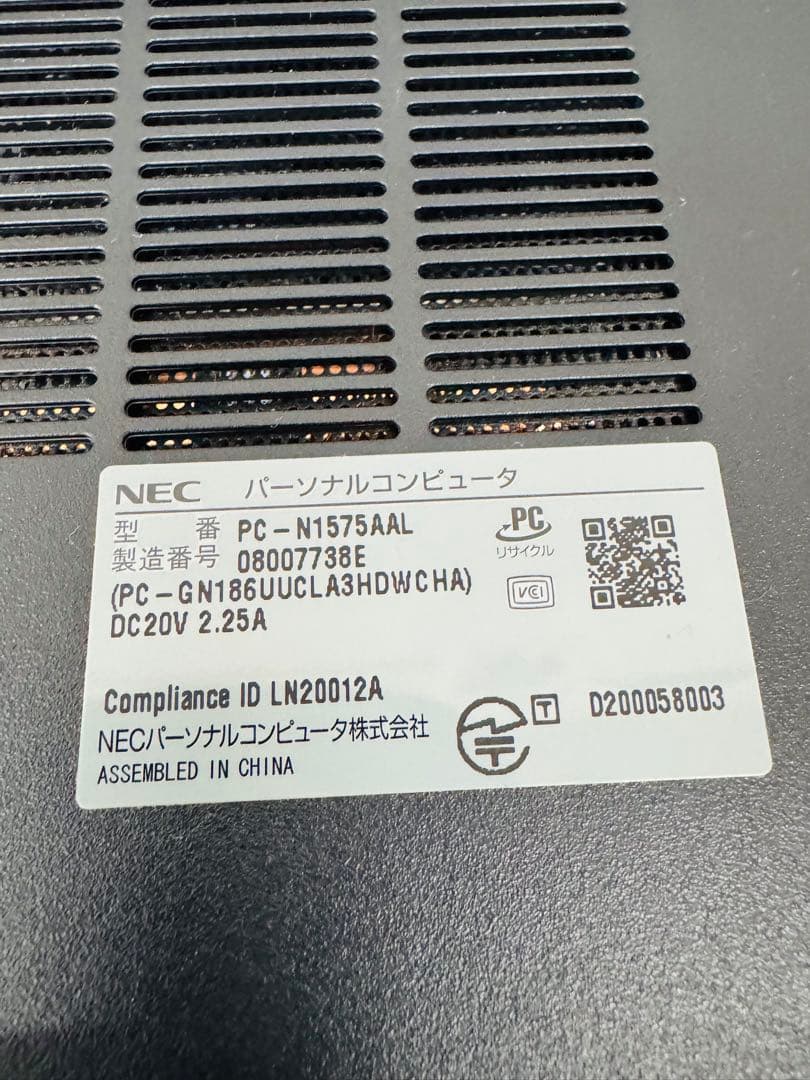 NEC パーソナルコンピュータ
型 番 PC-N1575AAL
製造番号 08007738E
(PC-GN186UUCLA3HDWCHA)
DC20V 2.25A
PC
リサイクル
VCI
Compliance ID LN20012A
NECパーソナルコンピュータ株式会社
ASSEMBLED IN CHINA
T D200058003